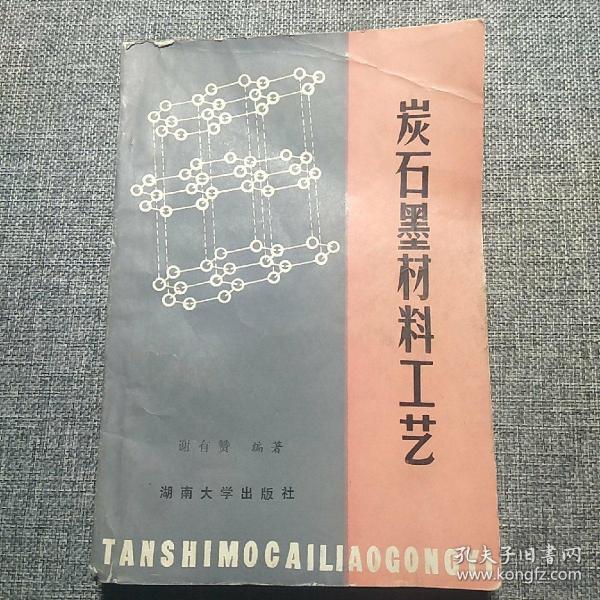 炭石墨材料工艺
谢有赞 编著
湖南大学出版社
TANSHIMOCAILIAOGONGYI
孔夫子旧书网
www.kongfz.com